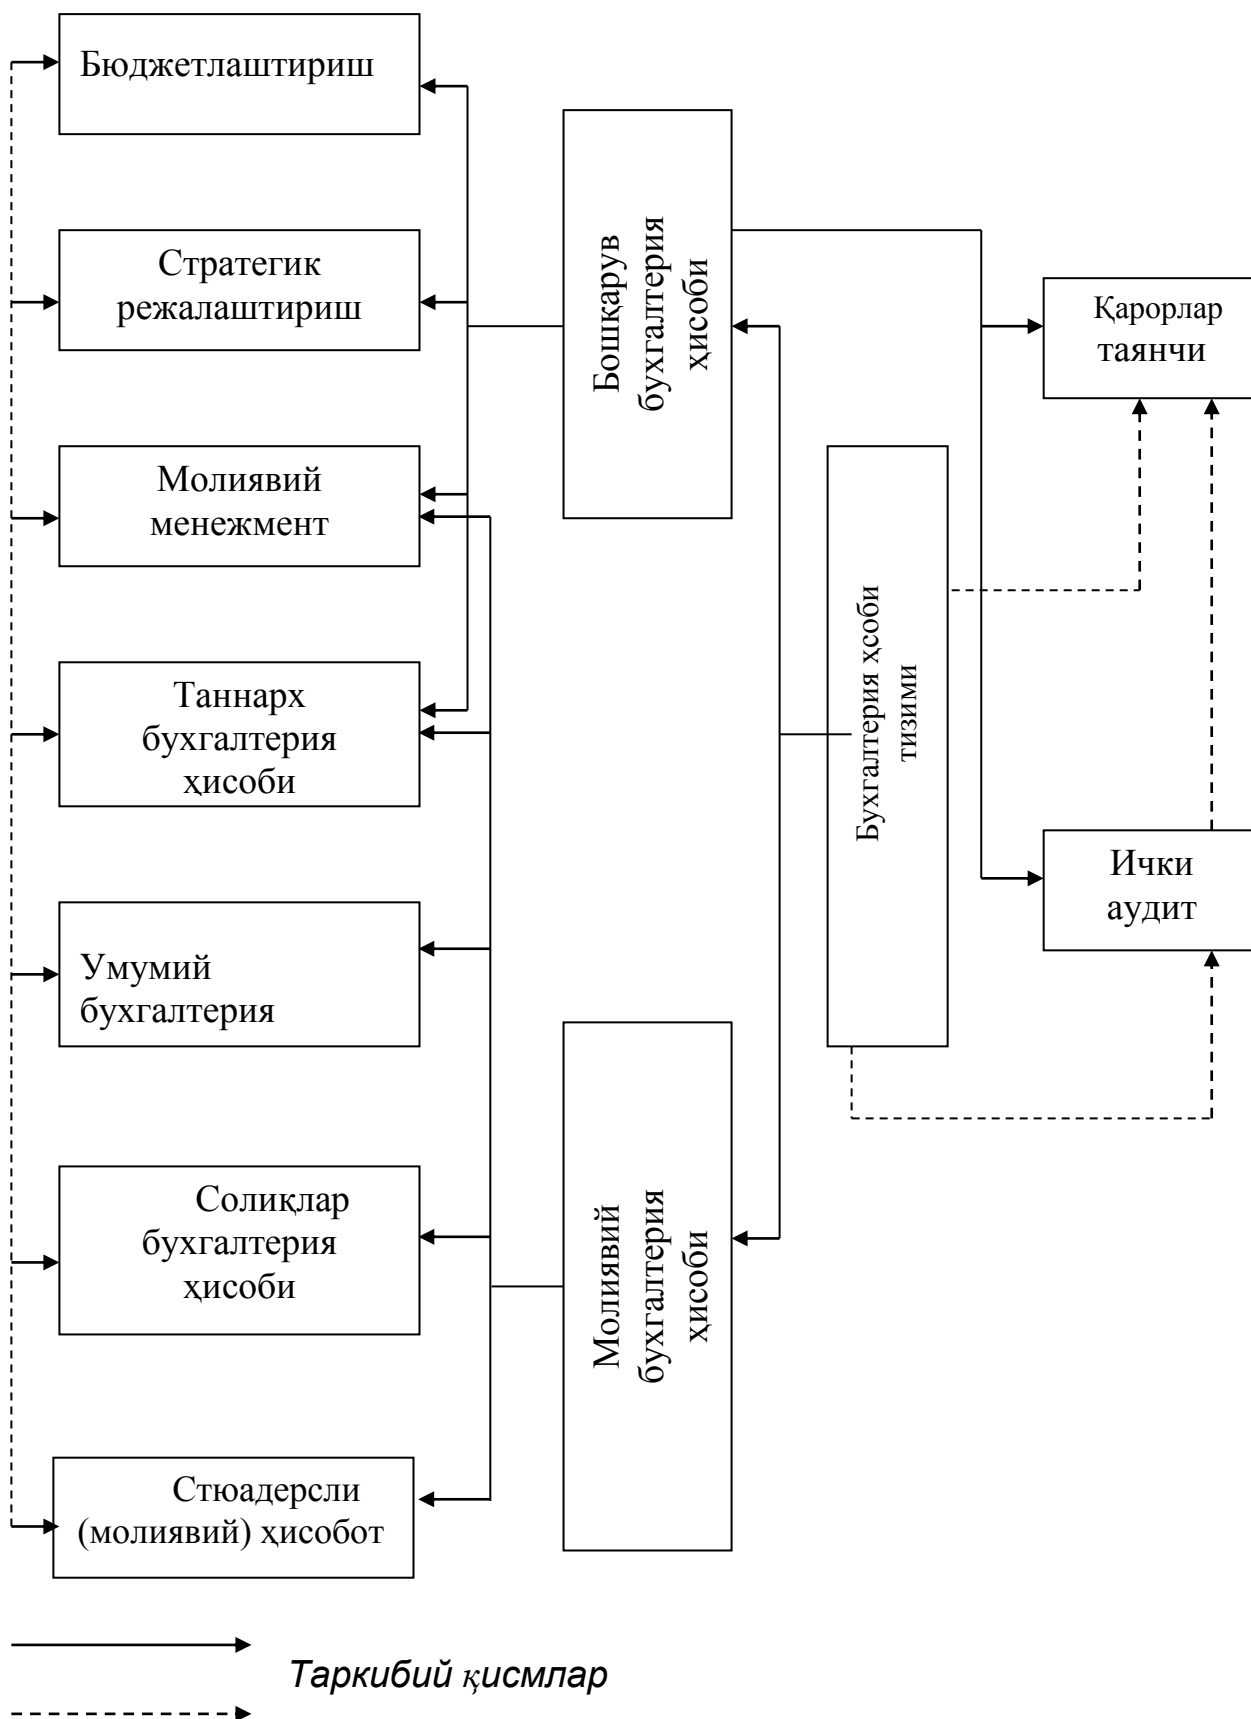 Бюджетлаштириш
Стратегик
режалаштириш
Молиявий
менежмент
Таннарх
бухгалтерия
ҳисоби
Умумий
бухгалтерия
Солиқлар
бухгалтерия
ҳисоби
Стюадерсли
(молиявий) ҳисобот
Бошқарув
бухгалтерия
ҳисоби
Молиявий
бухгалтерия
ҳисоби
Бухгалтерия ҳсоби
тизими
Қарорлар
таянчи
Ички
аудит
Таркибий қисмлар